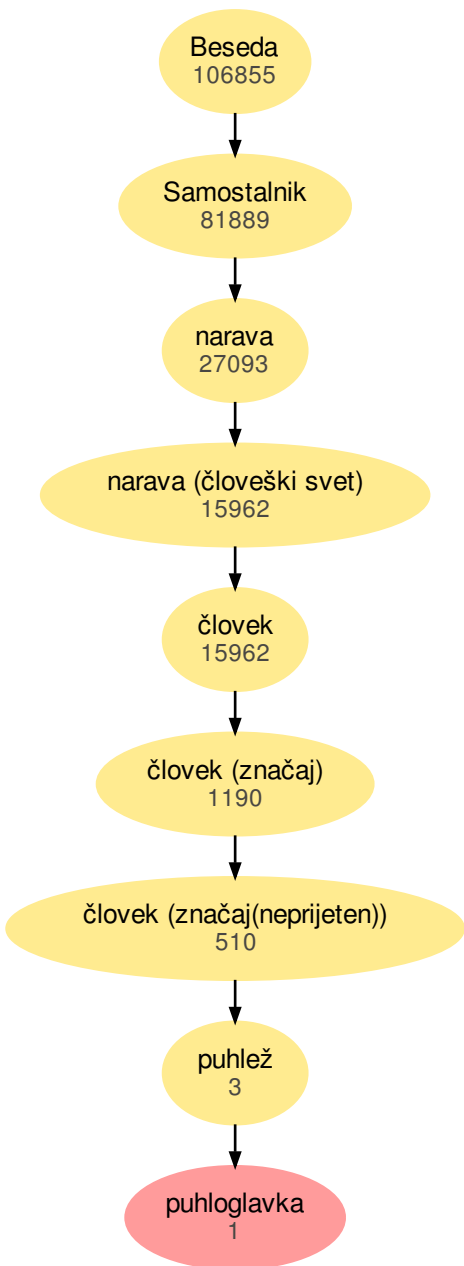 Beseda
106855
Samostalnik
81889
narava
27093
narava (človeški svet)
15962
človek
15962
človek (značaj)
1190
človek (značaj(neprijeten))
510
puhlež
3
puhloglavka
1